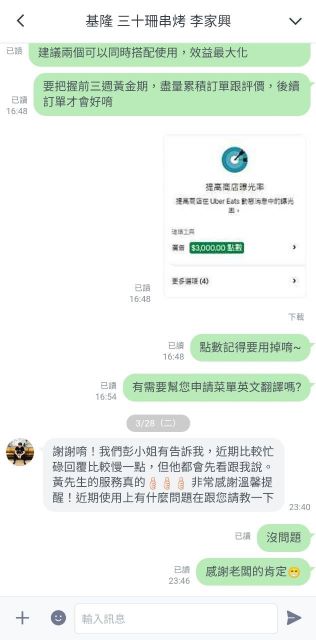 基隆 三十珊串烤 李家興
已讀
建議兩個可以同時搭配使用，效益最大化
要把握前三週黃金期，盡量累積訂單跟評價，後續
訂單才會好唷
已讀
16:48
提高商店曝光率
提高商店在 Uber Eats 動態消息中的曝光
率。
廣告
$3,000.00 點數
更多選項 (4)
已讀
16:48
下載
點數記得要用掉唷~
已讀
16:48
有需要幫您申請菜單英文翻譯嗎?
已讀
16:54
3/28（二）
謝謝唷！我們彭小姐有告訴我，近期比較忙
碌回覆比較慢一點，但他都會先看跟我說。
黃先生的服務真的👍🏻👍🏻👍🏻 非常感謝溫馨提
醒！近期使用上有什麼問題在跟您請教一下
23:40
已讀
沒問題
感謝老闆的肯定😁
已讀
23:46
輸入訊息